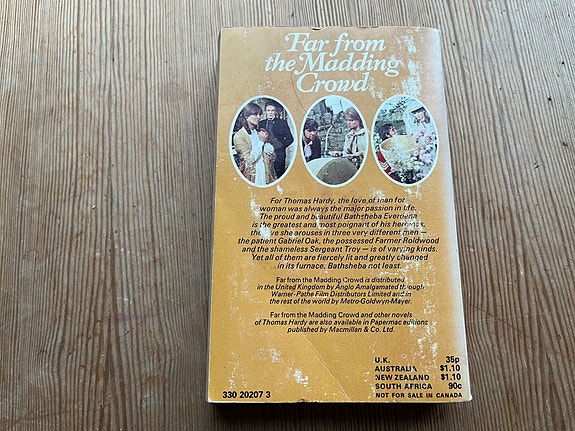 Far from
the Madding
Crowd
For Thomas Hardy, the love of man for
woman was always the major passion in life.
The proud and beautiful Bathsheba Everdene
is the greatest and most poignant of his heroines,
the love she arouses in three very different men —
the patient Gabriel Oak, the possessed Farmer Boldwood
and the shameless Sergeant Troy — is of varying kinds.
Yet all of them are fiercely lit and greatly changed
in its furnace, Bathsheba not least.
Far from the Madding Crowd is distributed
in the United Kingdom by Anglo Amalgamated through
Warner-Pathe Film Distributors Limited and in
the rest of the world by Metro-Goldwyn-Mayer.
Far from the Madding Crowd and other novels
of Thomas Hardy are also available in Papermac editions
published by Macmillan & Co. Ltd.
U.K. 35p
AUSTRALIA $1.10
NEW ZEALAND $1.10
SOUTH AFRICA 90c
330 20207 3 NOT FOR SALE IN CANADA